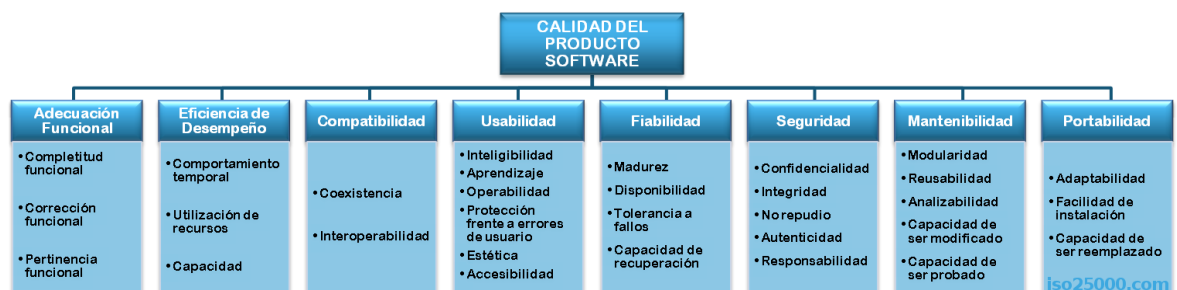 CALIDAD DEL
PRODUCTO
SOFTWARE
Adecuación
Funcional
• Completitud
funcional
• Corrección
funcional
• Pertinencia
funcional
Eficiencia de
Desempeño
• Comportamiento
temporal
• Utilización de
recursos
• Capacidad
Compatibilidad
• Coexistencia
• Interoperabilidad
Usabilidad
• Inteligibilidad
• Aprendizaje
• Operabilidad
• Protección
frente a errores
de usuario
• Estética
• Accesibilidad
Fiabilidad
• Madurez
• Disponibilidad
• Tolerancia a
fallos
• Capacidad de
recuperación
Seguridad
• Confidencialidad
• Integridad
• No repudio
• Autenticidad
• Responsabilidad
Mantenibilidad
• Modularidad
• Reusabilidad
• Analizabilidad
• Capacidad de
ser modificado
• Capacidad de
ser probado
Portabilidad
• Adaptabilidad
• Facilidad de
instalación
• Capacidad de
ser reemplazado
iso25000.com